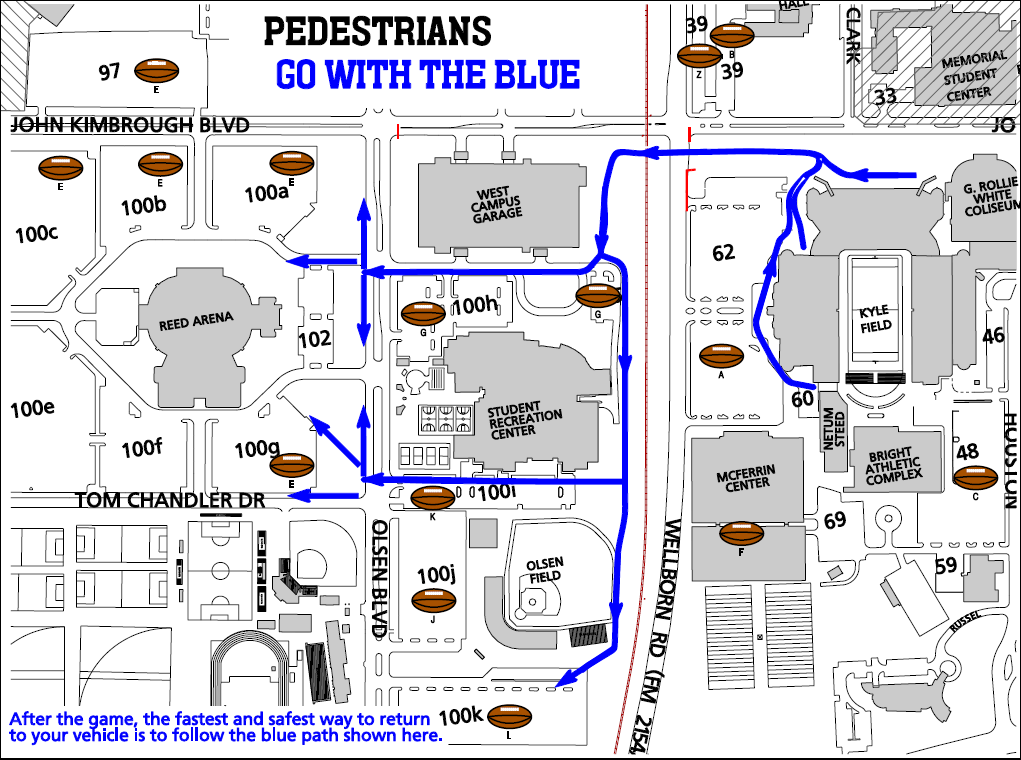 PEDESTRIANS
GO WITH THE BLUE
HALL
39
B
Z
39
CLARK
MEMORIAL
STUDENT
CENTER
33
97
E
JOHN KIMBROUGH BLVD
JO
E
100c
E
100b
E
100a
WEST
CAMPUS
GARAGE
62
G. ROLLIE
WHITE
COLISEUM
REED ARENA
102
G
100h
G
A
KYLE
FIELD
46
100e
100f
100g
E
STUDENT
RECREATION
CENTER
60
NETUM
STEED
BRIGHT
ATHLETIC
COMPLEX
48
C
HOUSTON
MCFERRIN
CENTER
F
69
59
TOM CHANDLER DR
K
100i
OLSEN BLVD
100j
J
OLSEN
FIELD
WELLBORN RD (FM 2154
RUSSEL
100k
L
After the game, the fastest and safest way to return
to your vehicle is to follow the blue path shown here.